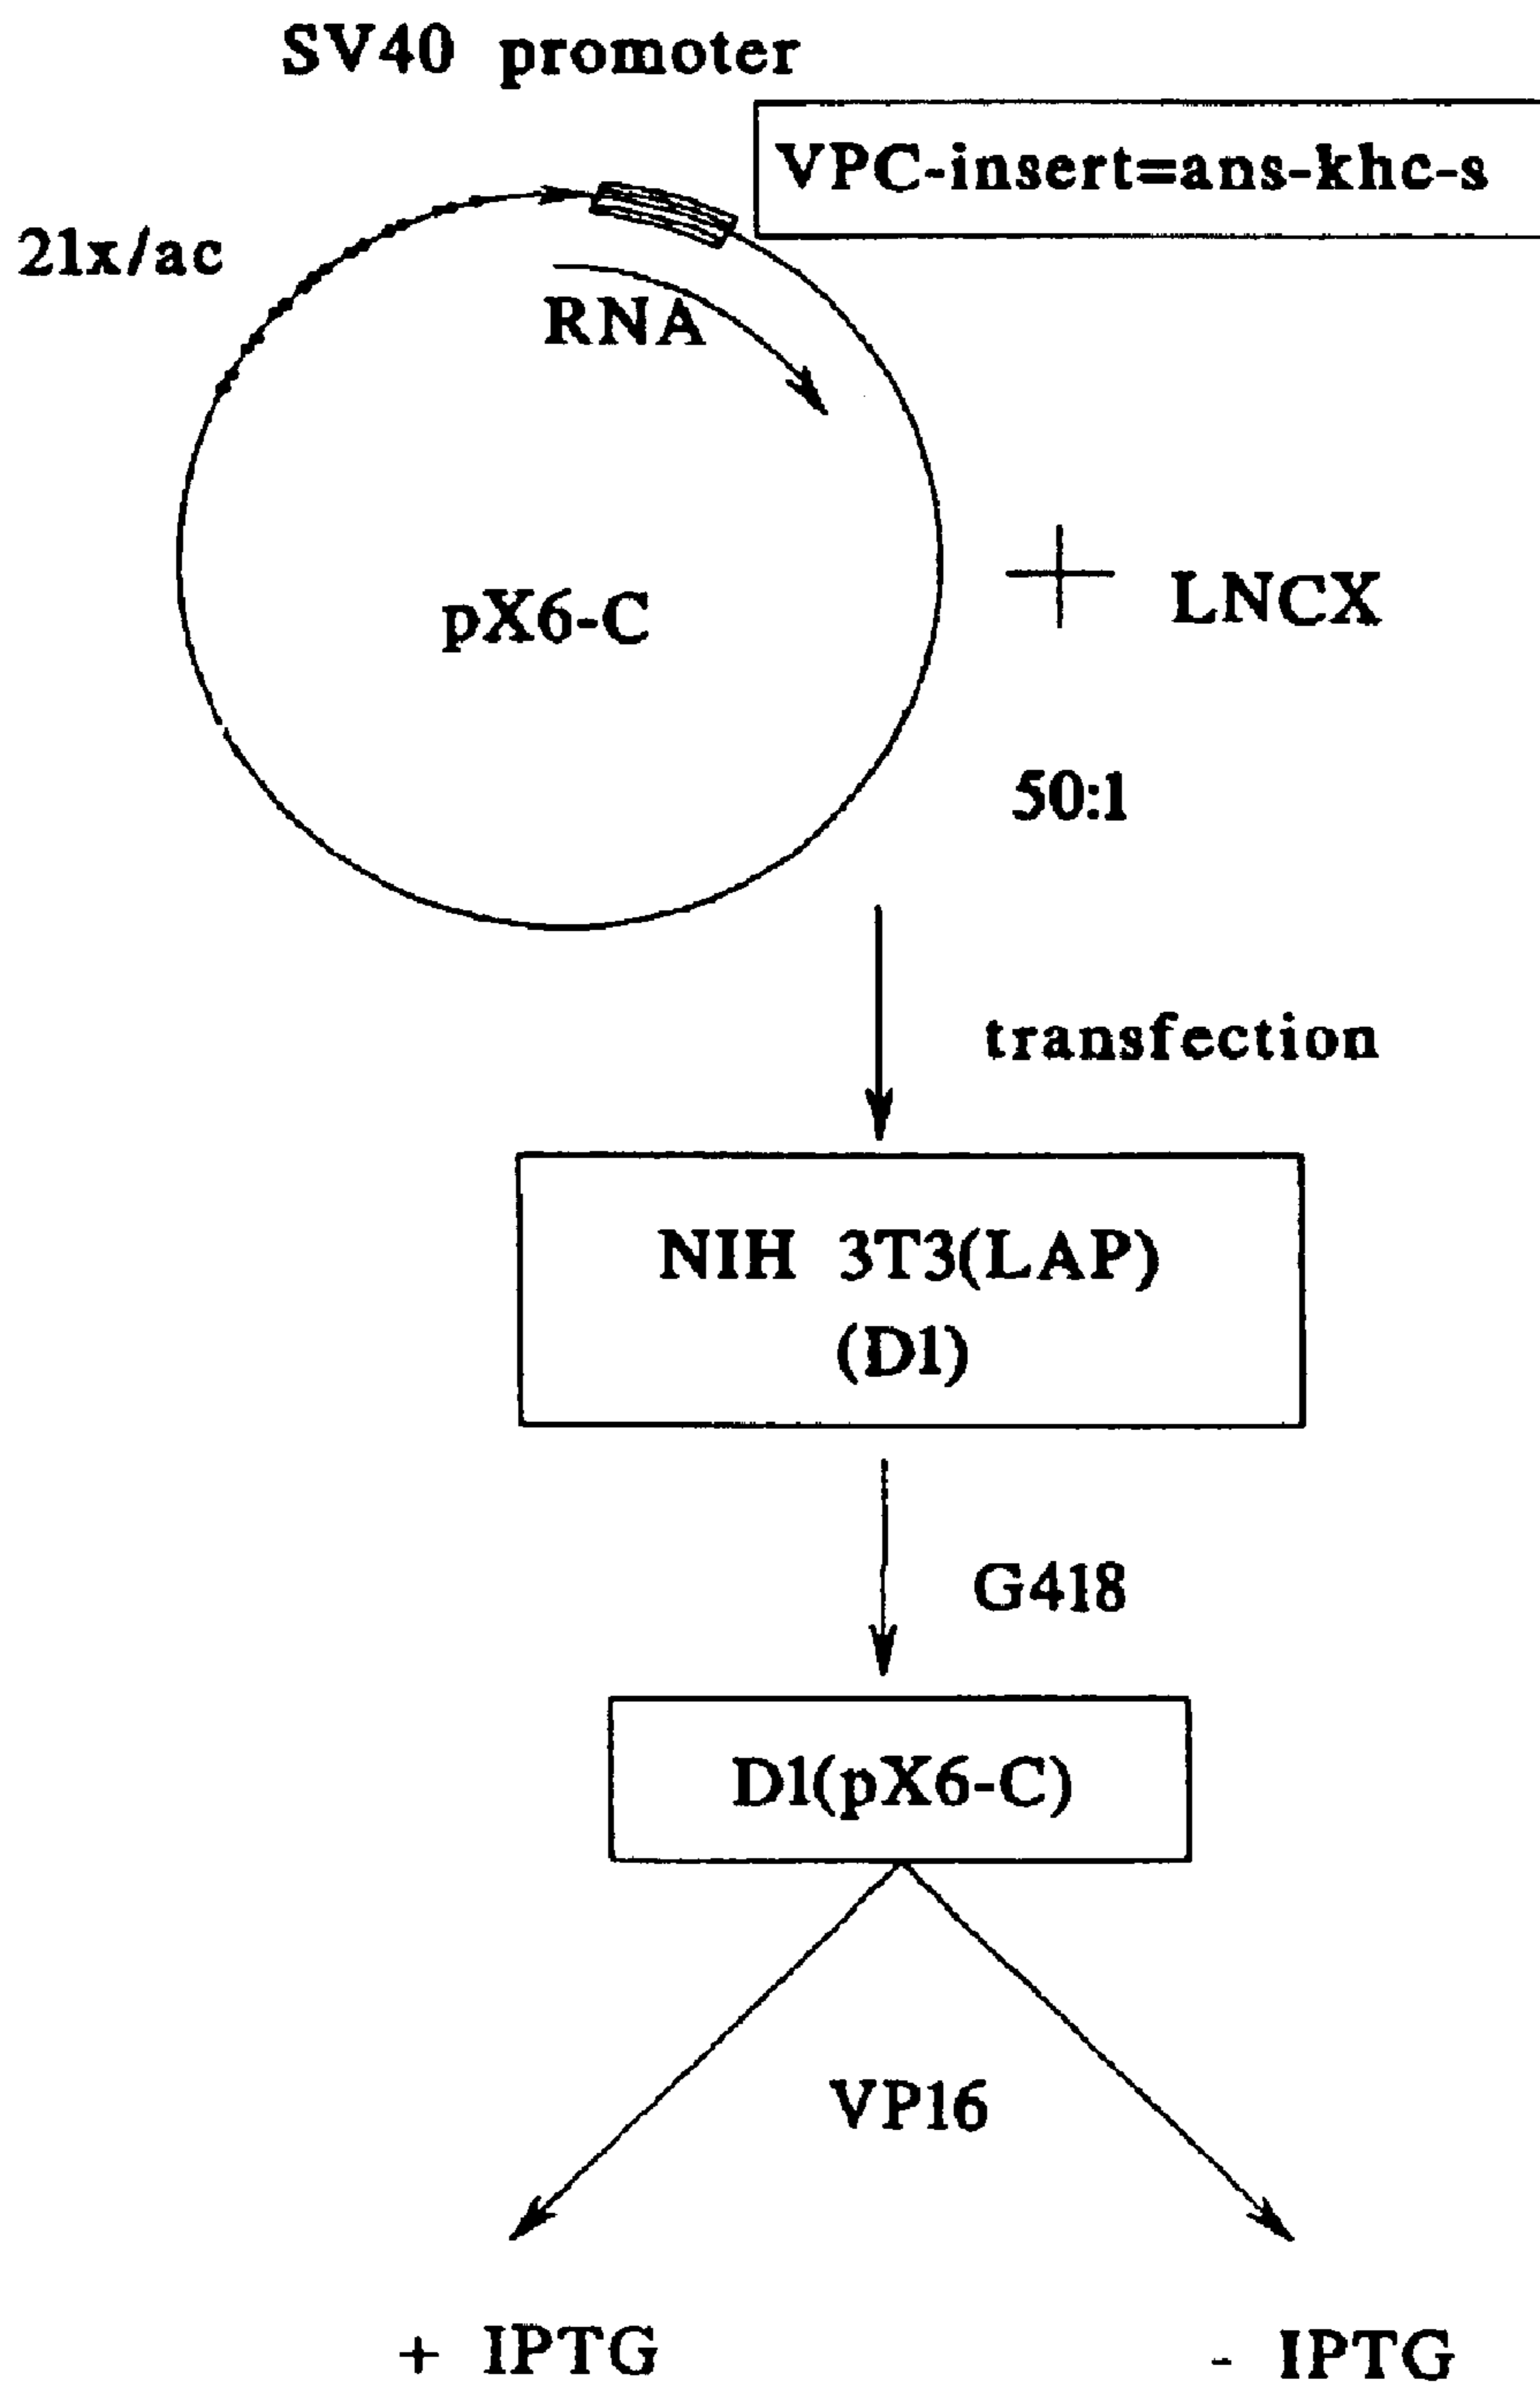 SV40 promoter
VPC-insert=ans-khc-s
21x/ac
RNA
pX6-C
+ LNCX
50:1
transfection
NIH 3T3(LAP)
(D1)
G418
D1(pX6-C)
VP16
+ IPTG
- IPTG